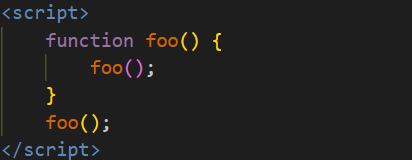 <script>
    function foo() {
        foo();
    }
    foo();
</script>